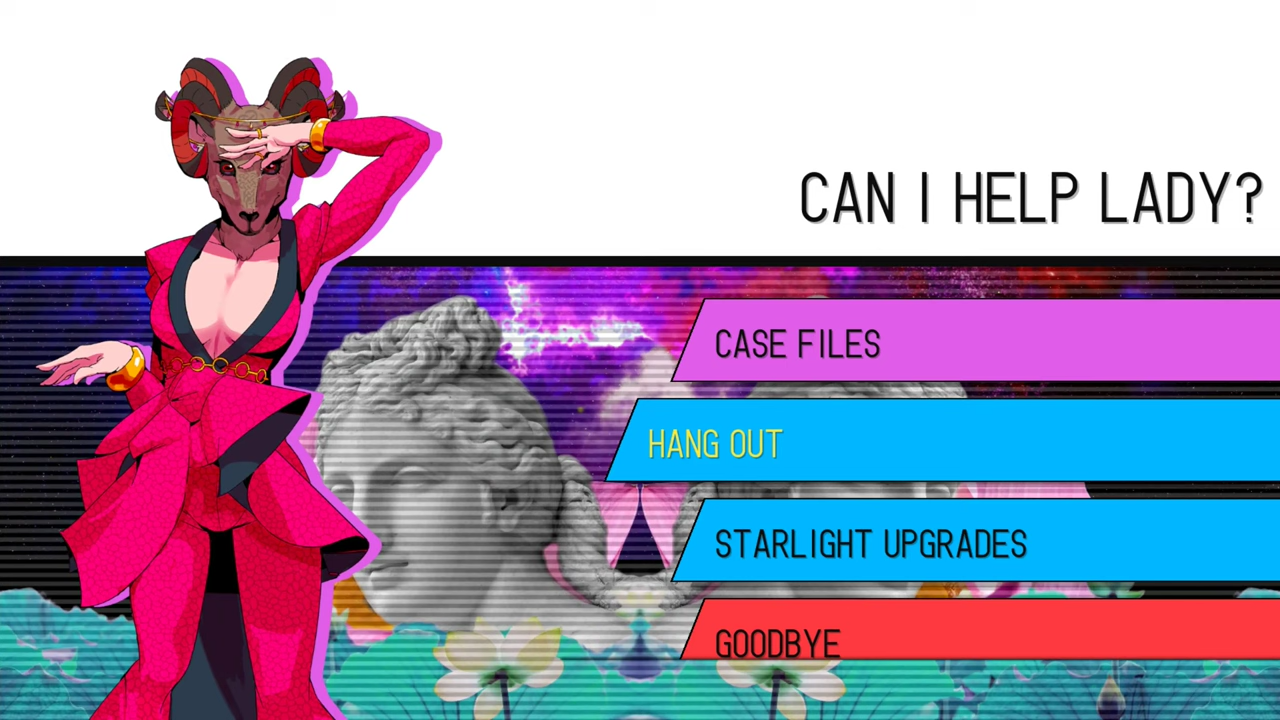 CAN I HELP LADY?
CASE FILES
HANG OUT
STARLIGHT UPGRADES
GOODBYE